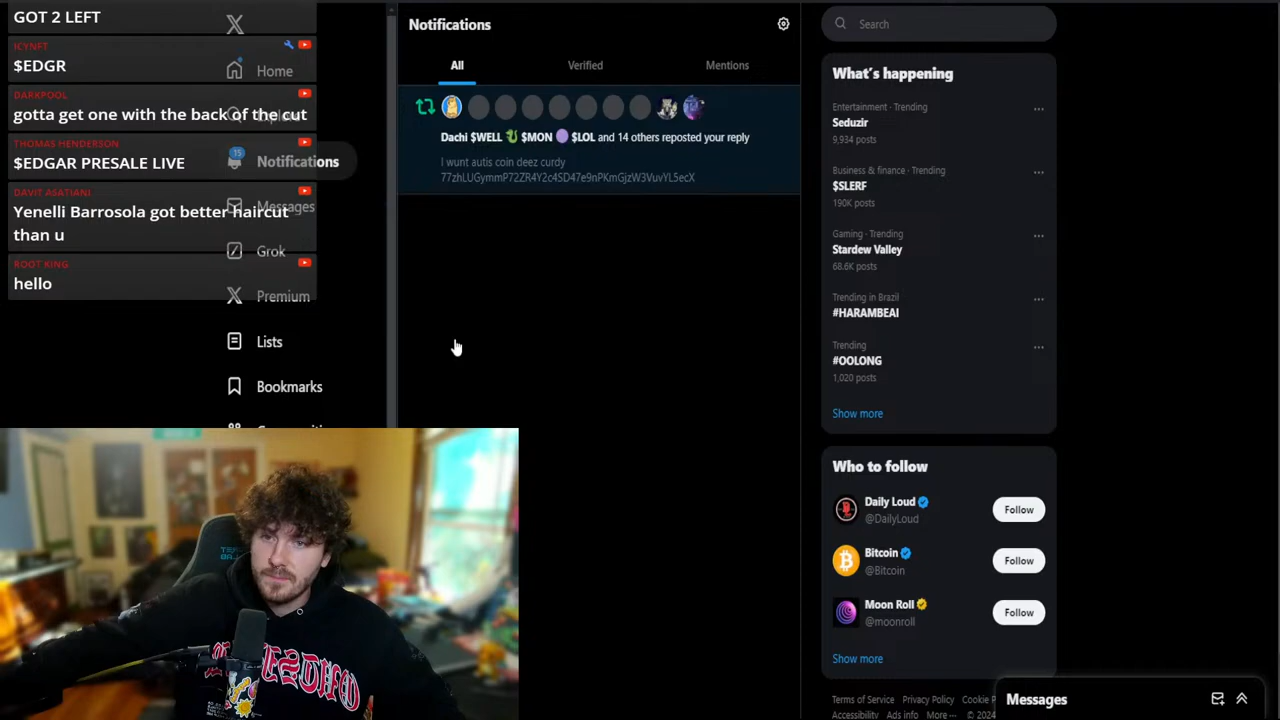 GOT 2 LEFT
ICYNFT
$EDGR
DARKPOOL
gotta get one with the back of the cut
THOMAS HENDERSON
$EDGAR PRESALE LIVE
DAVIT ASATIANI
Yenelli Barrosola got better haircut
than u
ROOT KING
hello
Home
15
Notifications
Messages
Grok
Premium
Lists
Bookmarks
Notifications
All
Verified
Mentions
Dachi $WELL $MON $LOL and 14 others reposted your reply
I wunt autis coin deez curdy
77zhLUGymmP72ZR4Y2c4SD47e9nPKmGjzW3VuvYL5ecX
Search
What's happening
Entertainment · Trending
Seduzir
9,934 posts
Business & finance · Trending
$SLERF
190K posts
Gaming · Trending
Stardew Valley
68.6K posts
Trending in Brazil
#HARAMBEAI
Trending
#OOLONG
1,020 posts
Show more
Who to follow
Daily Loud
@DailyLoud
Follow
Bitcoin
@Bitcoin
Follow
Moon Roll
@moonroll
Follow
Show more
Terms of Service Privacy Policy Cookie P
Accessibility Ads info More ··· © 2024
Messages